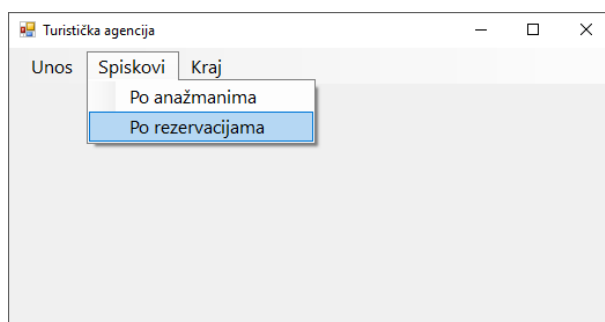 Turistička agencija
Unos Spiskovi Kraj
Po anažmanima
Po rezervacijama